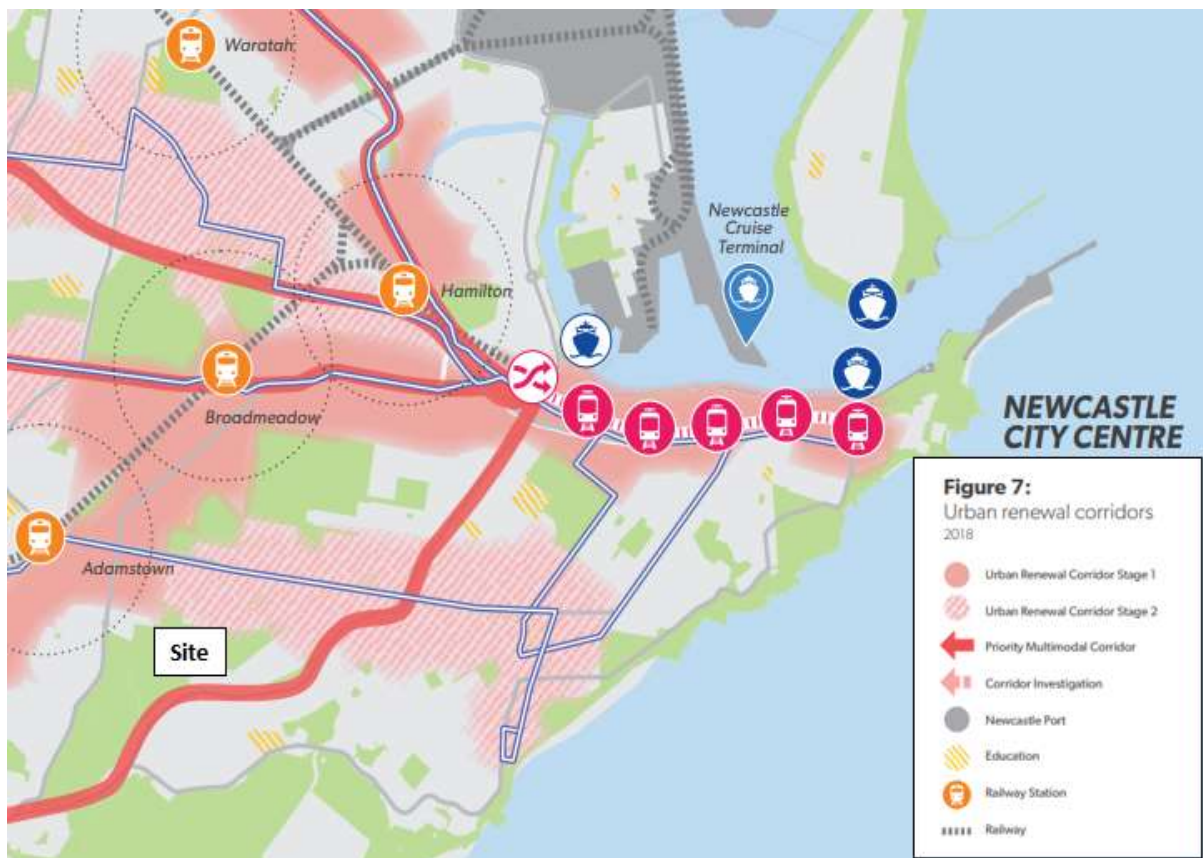 Waratah
Hamilton
Newcastle
Cruise
Terminal
Broadmeadow
NEWCASTLE
CITY CENTRE
Adamstown
Site
Figure 7:
Urban renewal corridors
2018
Urban Renewal Corridor Stage 1
Urban Renewal Corridor Stage 2
Priority Multimodal Corridor
Corridor Investigation
Newcastle Port
Education
Railway Station
Railway